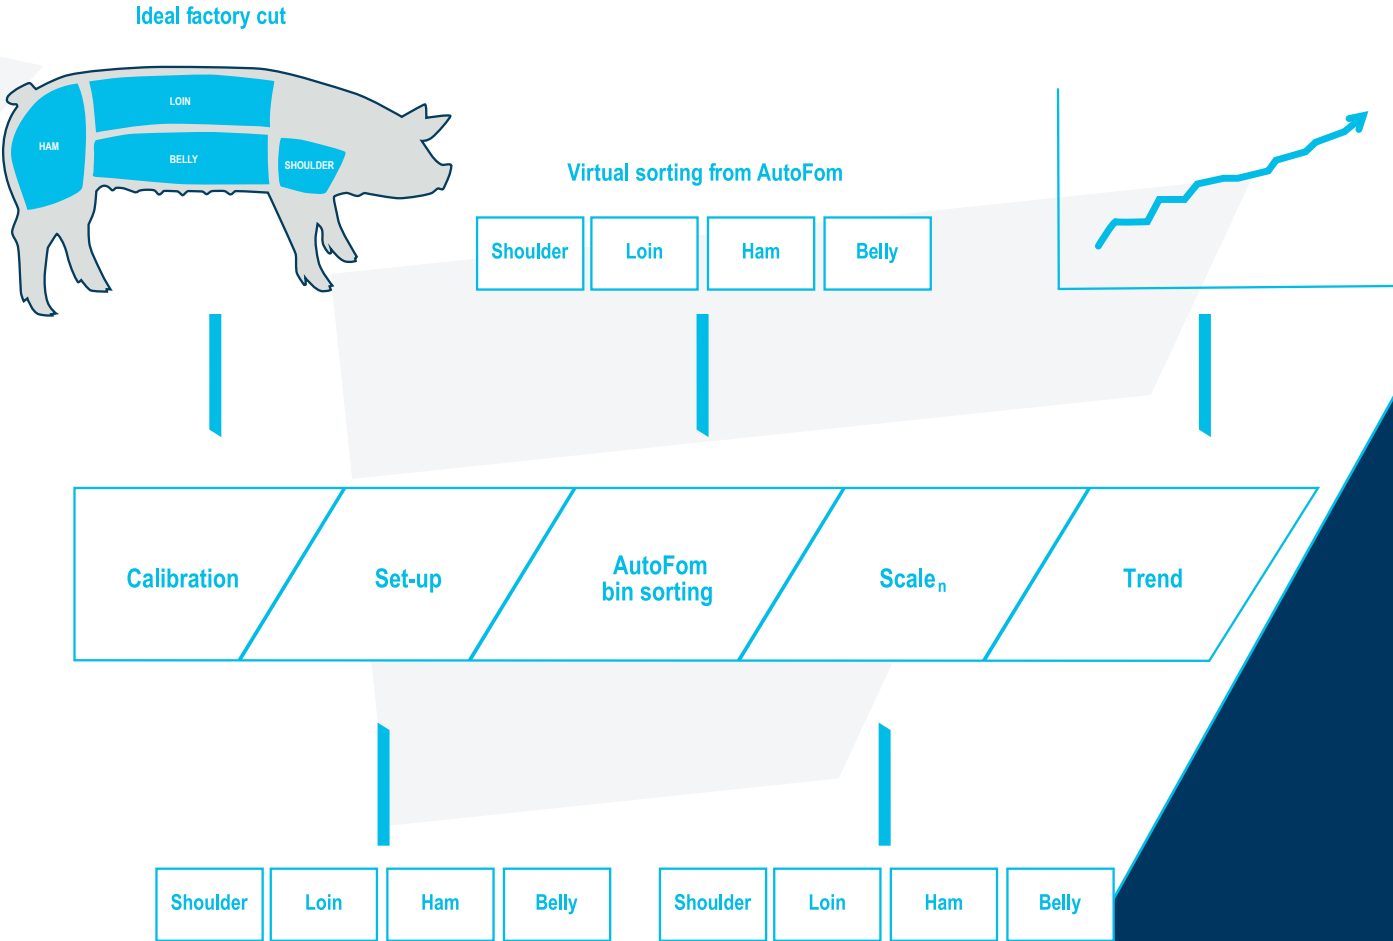 Ideal factory cut
LOIN
HAM
BELLY
SHOULDER
Virtual sorting from AutoFom
Shoulder
Loin
Ham
Belly
Calibration
Set-up
AutoFom
bin sorting
Scale n
Trend
Shoulder
Loin
Ham
Belly
Shoulder
Loin
Ham
Belly